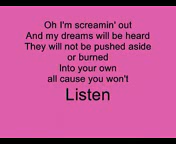 Oh I'm screamin' out
And my dreams will be heard
They will not be pushed aside
or burned
Into your own
all cause you won't
Listen